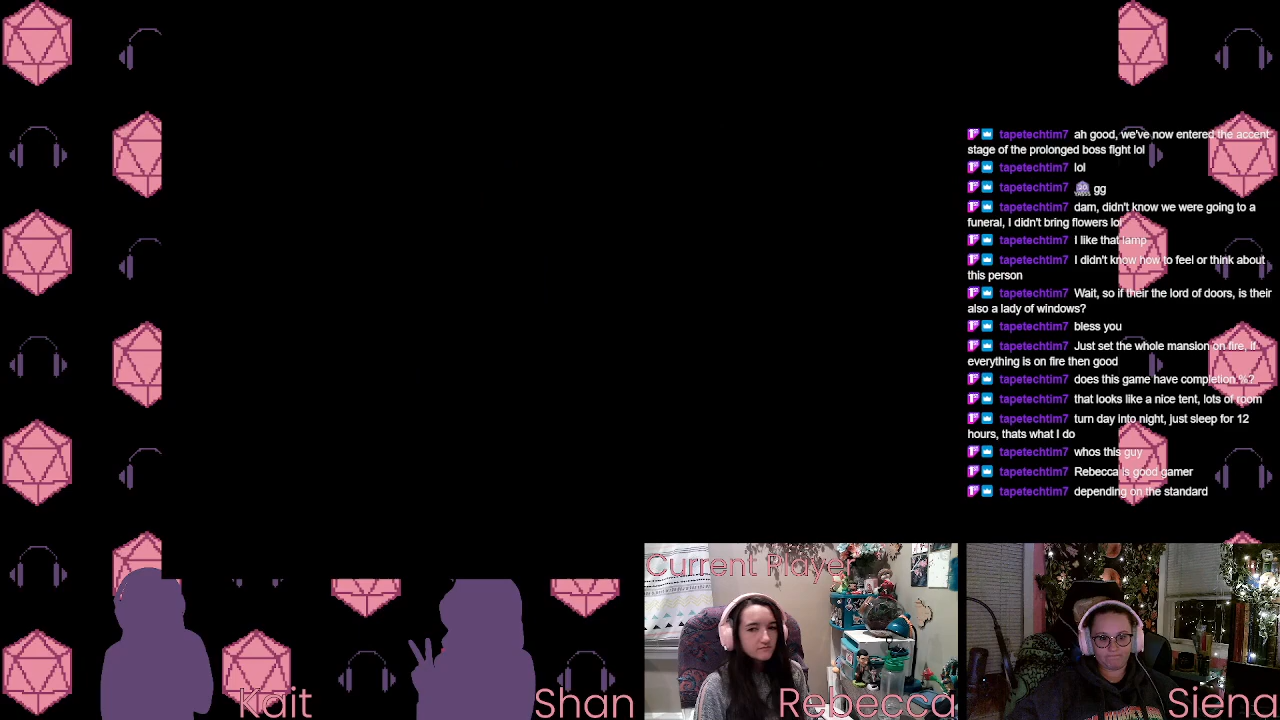 tapetechtim7 ah good, we've now entered the accent
stage of the prolonged boss fight lol
tapetechtim7 lol
tapetechtim7 gg
tapetechtim7 dam, didn't know we were going to a
funeral, I didn't bring flowers lol
tapetechtim7 I like that lamp
tapetechtim7 I didn't know how to feel or think about
this person
tapetechtim7 Wait, so if their the lord of doors, is their
also a lady of windows?
tapetechtim7 bless you
tapetechtim7 Just set the whole mansion on fire, if
everything is on fire then good
tapetechtim7 does this game have completion %?
tapetechtim7 that looks like a nice tent, lots of room
tapetechtim7 turn day into night, just sleep for 12
hours, thats what I do
tapetechtim7 whos this guy
tapetechtim7 Rebecca is good gamer
tapetechtim7 depending on the standard
Current Player
Kait
Shan
Rebecca
Siena